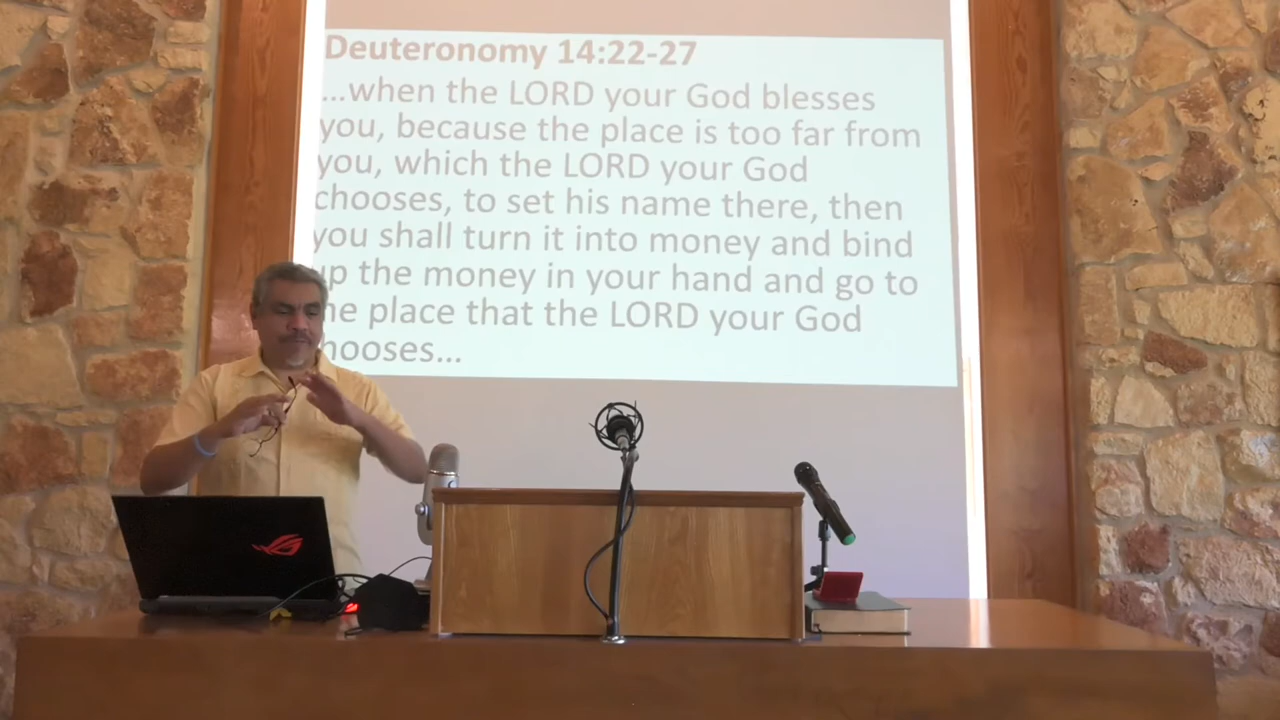 Deuteronomy 14:22-27
...when the LORD your God blesses
you, because the place is too far from
you, which the LORD your God
chooses, to set his name there, then
you shall turn it into money and bind
up the money in your hand and go to
he place that the LORD your God
hooses...